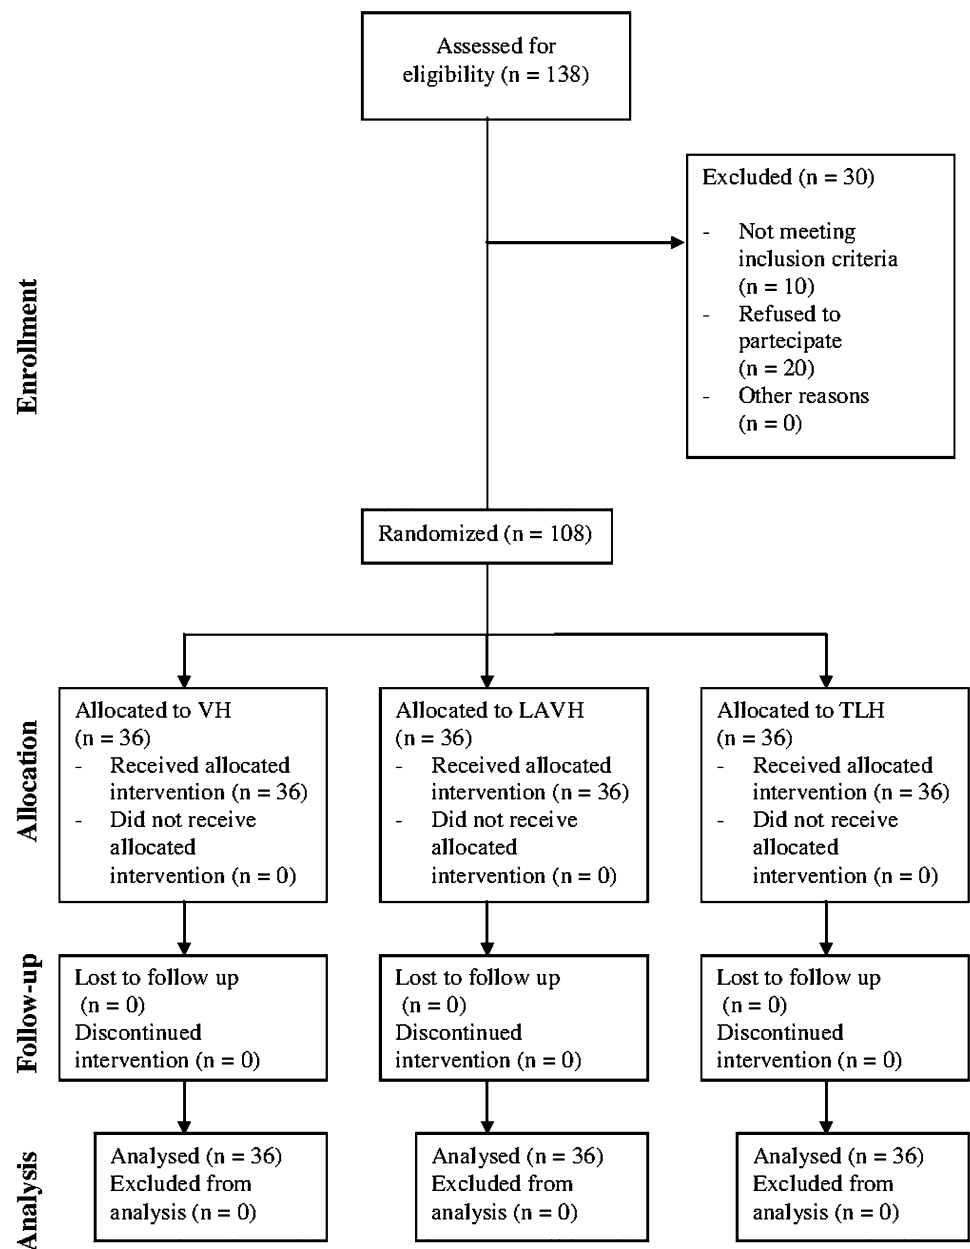 Assessed for
eligibility (n = 138)
Excluded (n = 30)
- Not meeting
inclusion criteria
(n = 10)
- Refused to
partecipate
(n = 20)
- Other reasons
(n = 0)
Enrollment
Randomized (n = 108)
Allocation
Allocated to VH
(n = 36)
- Received allocated
intervention (n = 36)
- Did not receive
allocated
intervention (n = 0)
Allocated to LAVH
(n = 36)
- Received allocated
intervention (n = 36)
- Did not receive
allocated
intervention (n = 0)
Allocated to TLH
(n = 36)
- Received allocated
intervention (n = 36)
- Did not receive
allocated
intervention (n = 0)
Follow-up
Lost to follow up
(n = 0)
Discontinued
intervention (n = 0)
Lost to follow up
(n = 0)
Discontinued
intervention (n = 0)
Lost to follow up
(n = 0)
Discontinued
intervention (n = 0)
Analysis
Analysed (n = 36)
Excluded from
analysis (n = 0)
Analysed (n = 36)
Excluded from
analysis (n = 0)
Analysed (n = 36)
Excluded from
analysis (n = 0)